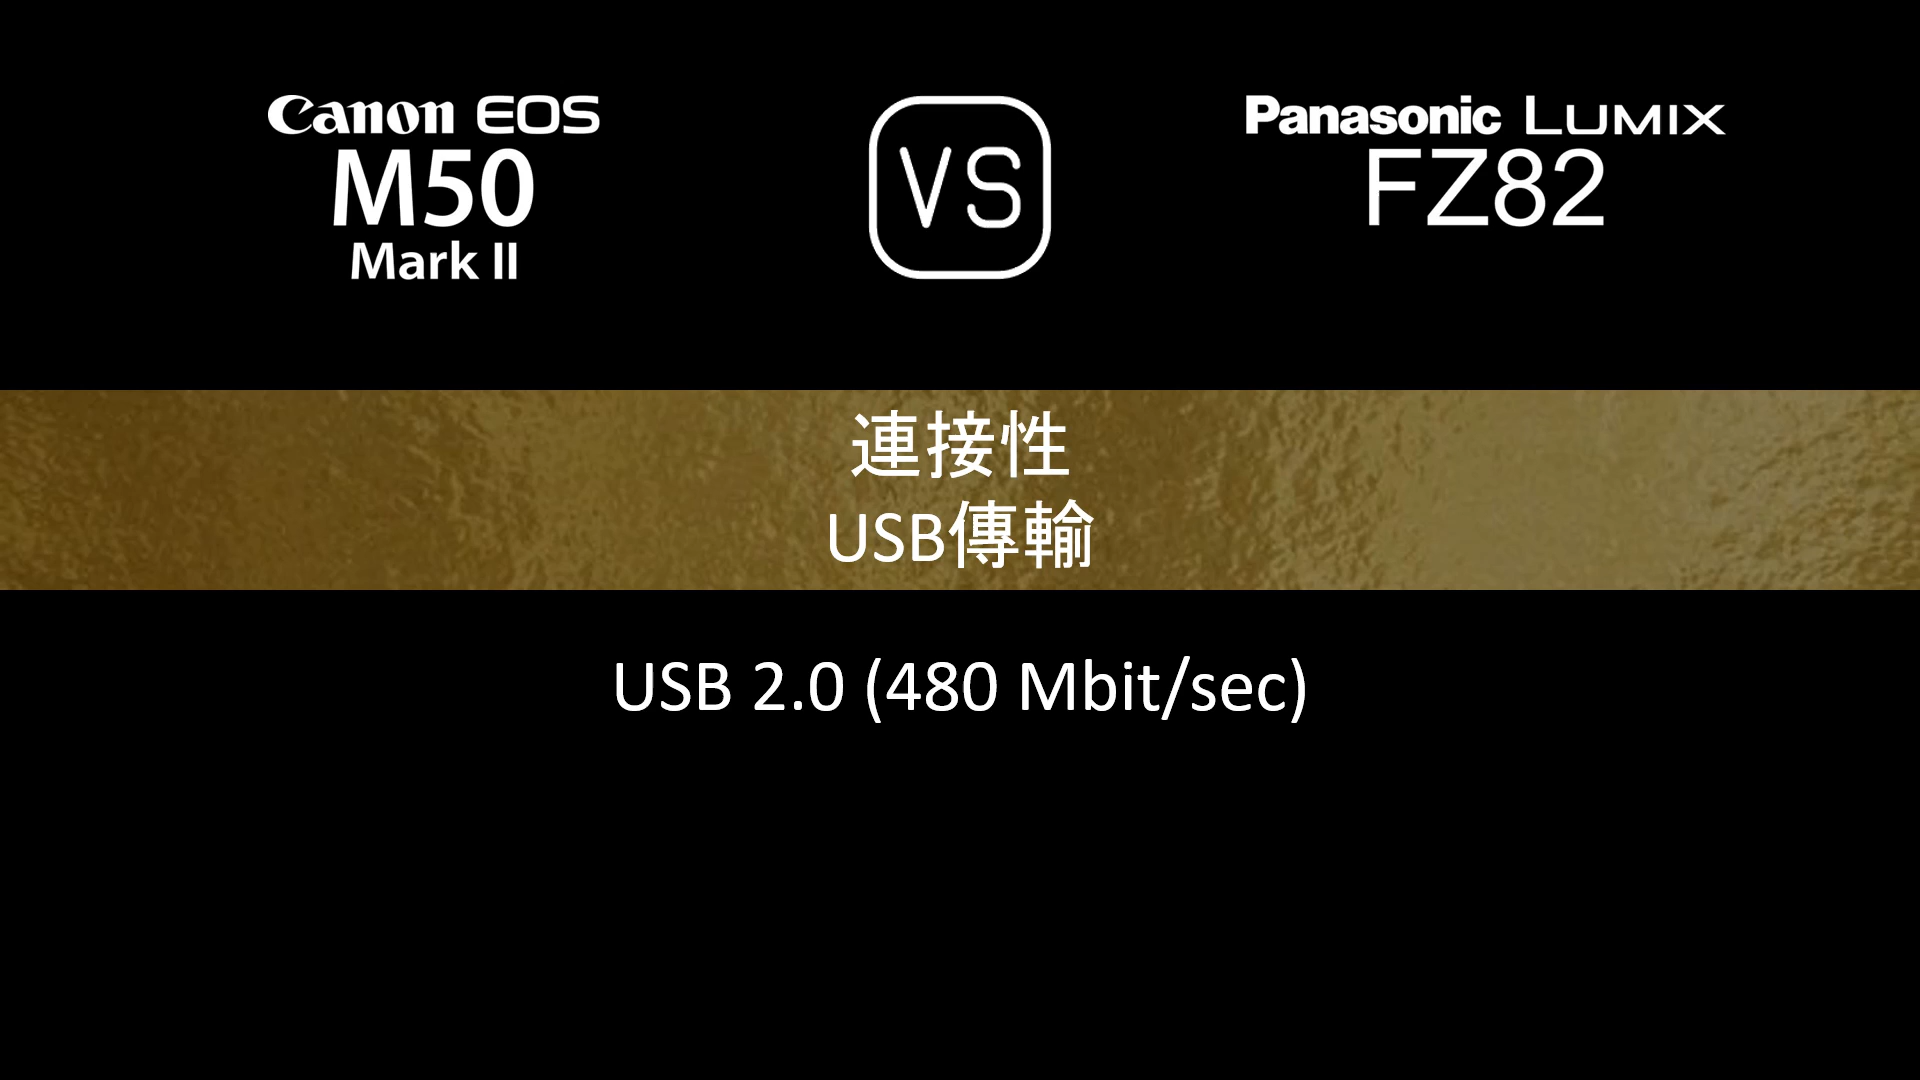 Canon EOS
M50
Mark II
VS
Panasonic LUMIX
FZ82
連接性
USB傳輸
USB 2.0 (480 Mbit/sec)